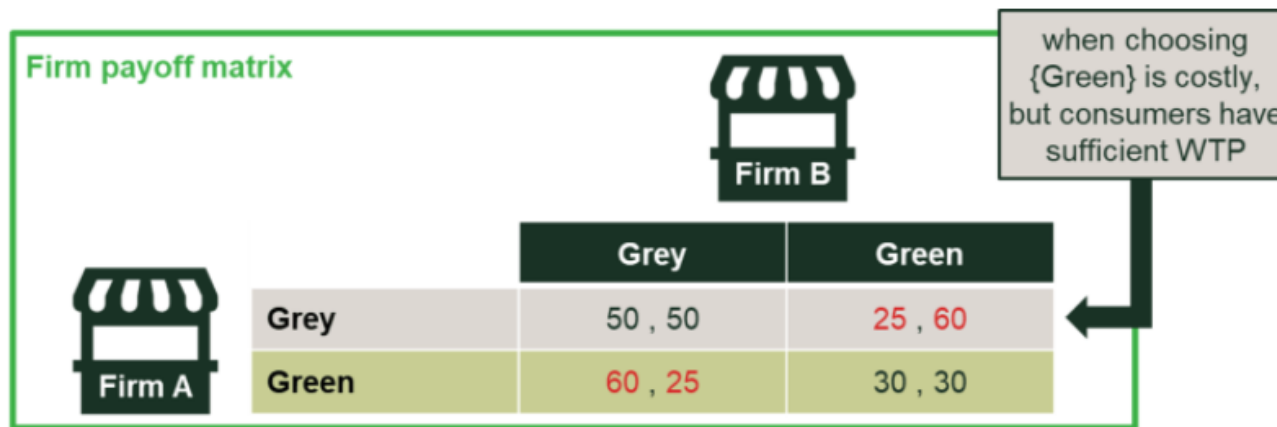 when choosing
{Green} is costly,
but consumers have
sufficient WTP
Firm payoff matrix
Firm B
Grey Green
Grey 50 , 50 25 , 60
Firm A
Green 60 , 25 30 , 30